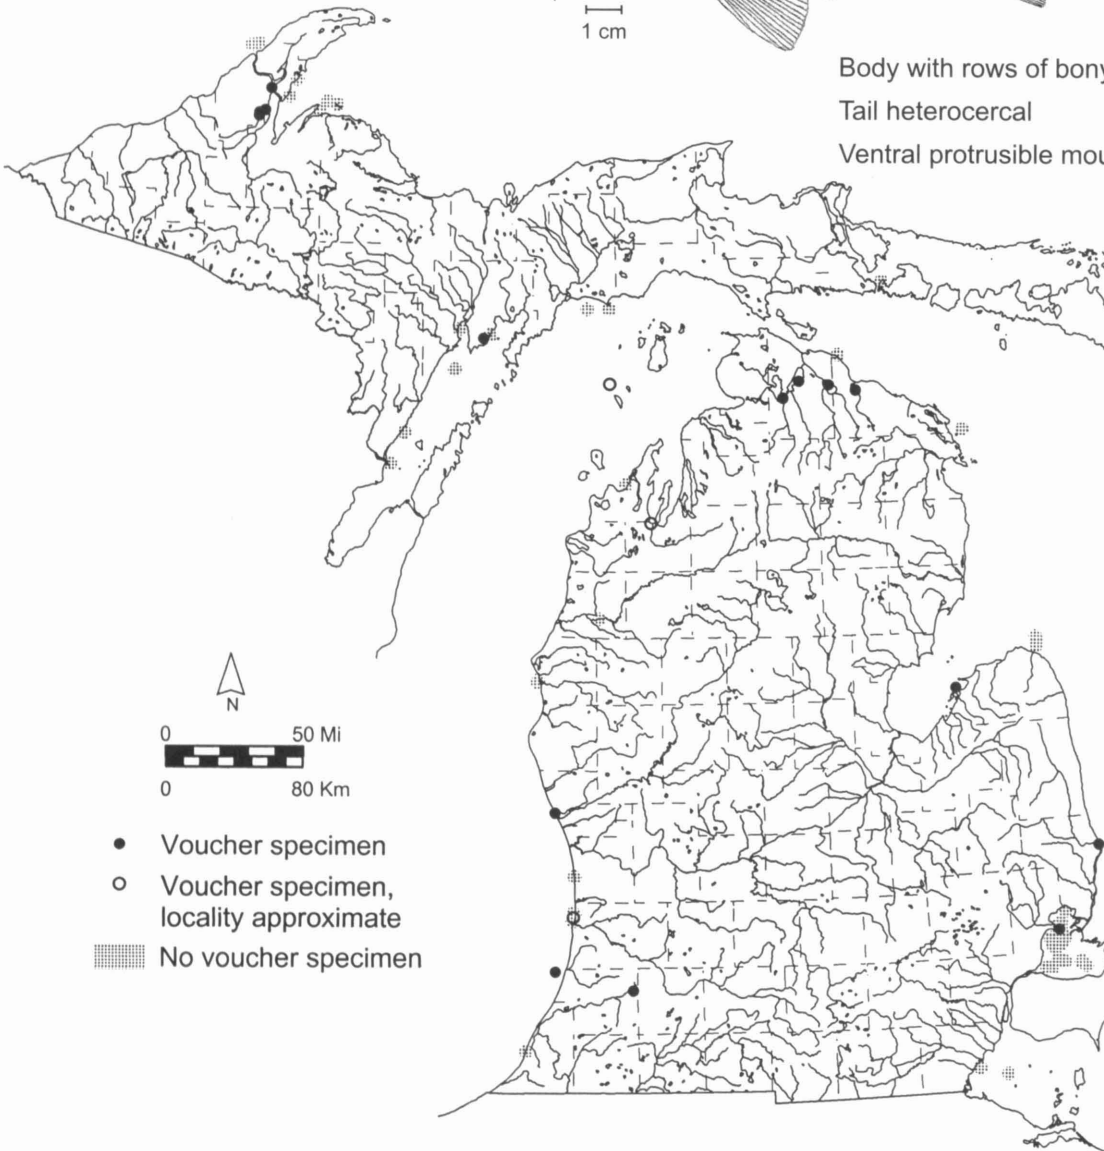 1 cm
Body with rows of bony
Tail heterocercal
Ventral protrusible mou
N
0 50 Mi
0 80 Km
Voucher specimen
Voucher specimen,
locality approximate
No voucher specimen